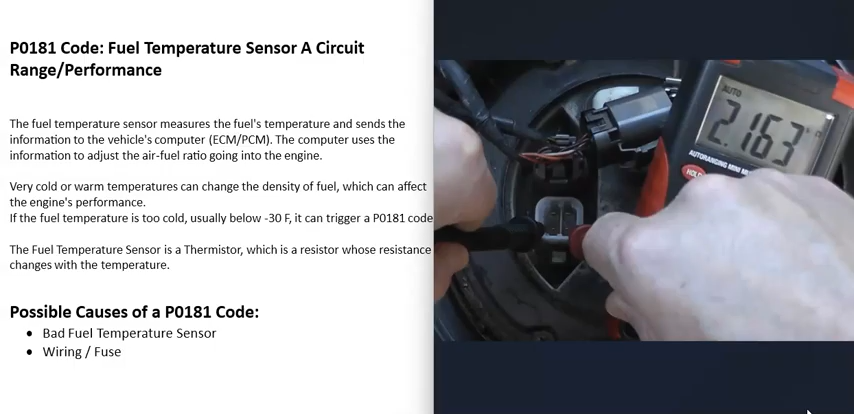 P0181 Code: Fuel Temperature Sensor A Circuit
Range/Performance
The fuel temperature sensor measures the fuel's temperature and sends the
information to the vehicle's computer (ECM/PCM). The computer uses the
information to adjust the air-fuel ratio going into the engine.
Very cold or warm temperatures can change the density of fuel, which can affect
the engine's performance.
If the fuel temperature is too cold, usually below -30 F, it can trigger a P0181 code
The Fuel Temperature Sensor is a Thermistor, which is a resistor whose resistance
changes with the temperature.
Possible Causes of a P0181 Code:
• Bad Fuel Temperature Sensor
• Wiring / Fuse
AUTO
2.163
AUTORANGING MINI
HOLD